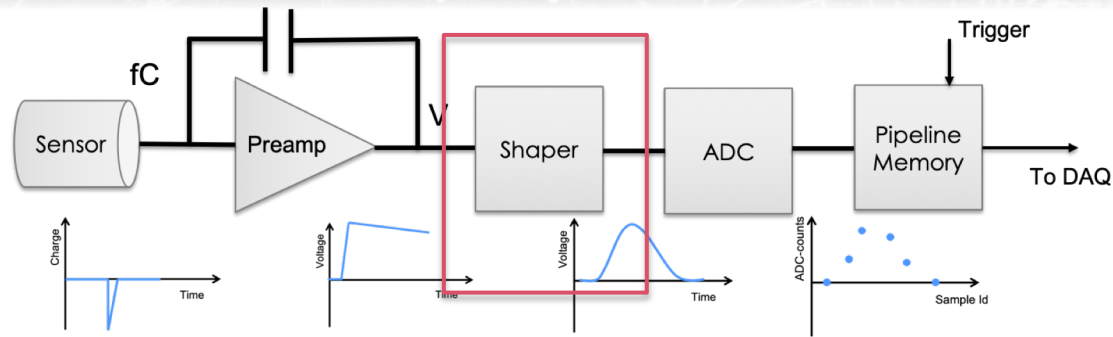 Trigger
fC
Sensor
Preamp
V
Shaper
ADC
Pipeline
Memory
To DAQ
Charge
Time
Voltage
Time
Voltage
Time
ADC-counts
Sample Id